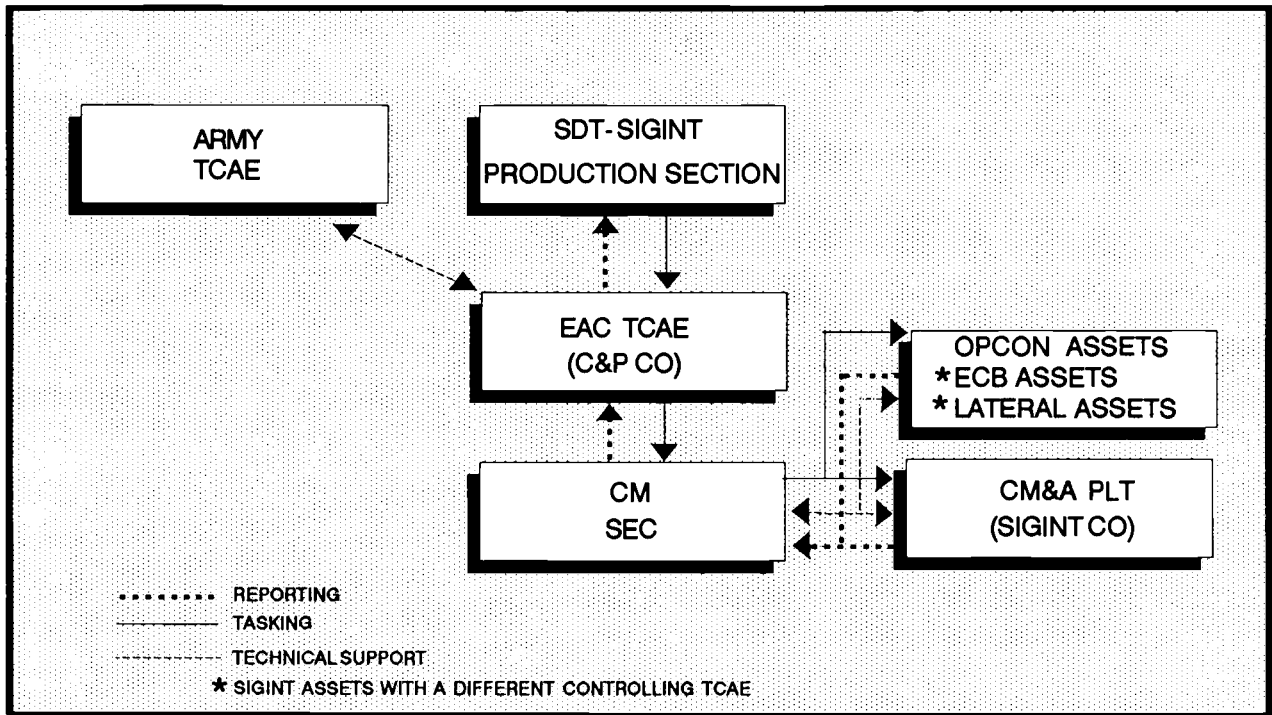 ARMY
TCAE
SDT-SIGINT
PRODUCTION SECTION
EAC TCAE
(C&P CO)
OPCON ASSETS
* ECB ASSETS
* LATERAL ASSETS
CM
SEC
CM&A PLT
(SIGINT CO)
REPORTING
TASKING
TECHNICAL SUPPORT
* SIGINT ASSETS WITH A DIFFERENT CONTROLLING TCAE